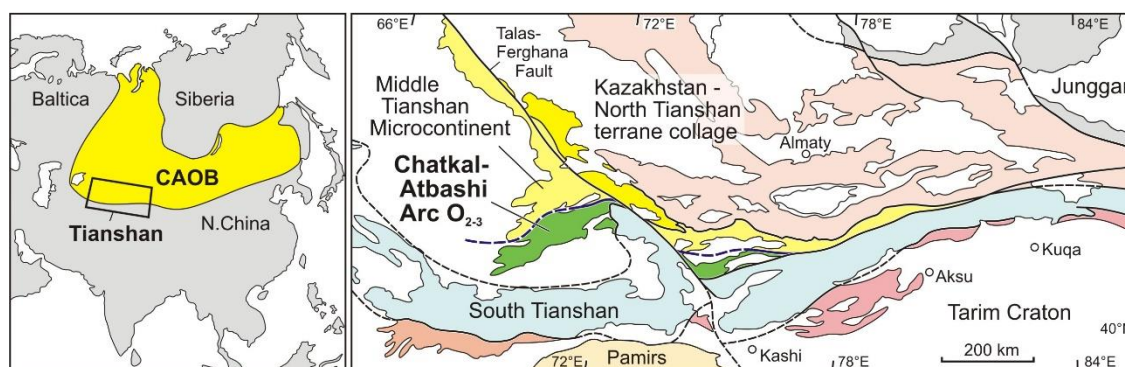 Baltica
Siberia
CAOB
N.China
Tianshan
66°E
72°E
78°E
84°E
Talas-
Ferghana
Fault
Middle
Tianshan
Microcontinent
Kazakhstan -
North Tianshan
terrane collage
Junggar
Almaty
Chatkal-
Atbashi
Arc O₂₋₃
Kuqa
Aksu
South Tianshan
Tarim Craton
40°N
Kashi
200 km
72°E
Pamirs
78°E
84°E